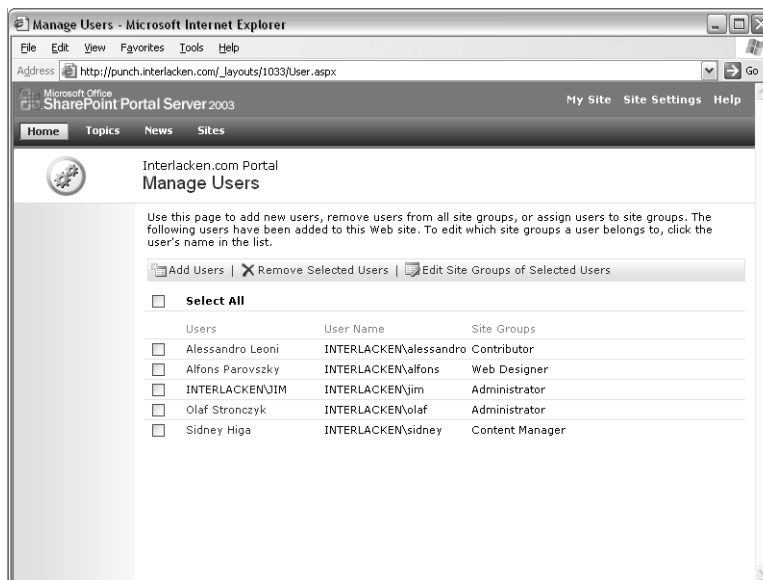 Manage Users - Microsoft Internet Explorer
File Edit View Favorites Tools Help
Address http://punch.interlacken.com/_layouts/1033/User.aspx Go
Microsoft Office
SharePoint Portal Server 2003
My Site Site Settings Help
Home Topics News Sites
Interlacken.com Portal
Manage Users
Use this page to add new users, remove users from all site groups, or assign users to site groups. The
following users have been added to this Web site. To edit which site groups a user belongs to, click the
user's name in the list.
Add Users | Remove Selected Users | Edit Site Groups of Selected Users
Select All
Users User Name Site Groups
Alessandro Leoni INTERLACKEN\alessandro Contributor
Alfons Parovszky INTERLACKEN\alfons Web Designer
INTERLACKEN\JIM INTERLACKEN\jim Administrator
Olaf Stronczyk INTERLACKEN\olaf Administrator
Sidney Higa INTERLACKEN\sidney Content Manager